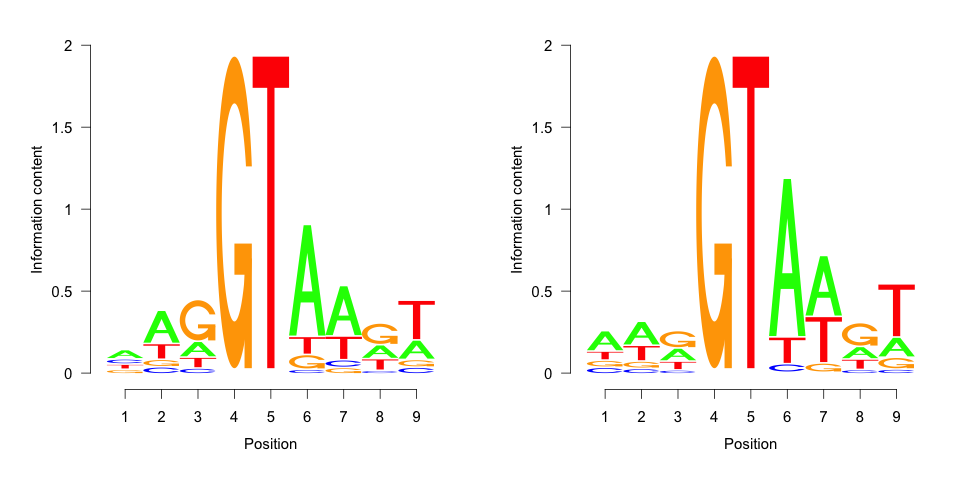 2
1.5
1
0.5
0
Information content
A C T G
A T G C
G A T C
G
T
A T G C
A T C G
G A T C
T A G C
1 2 3 4 5 6 7 8 9
Position
2
1.5
1
0.5
0
Information content
A T G C
A T G C
G A T C
G
T
A T C
A T G
G A T C
T A G C
1 2 3 4 5 6 7 8 9
Position